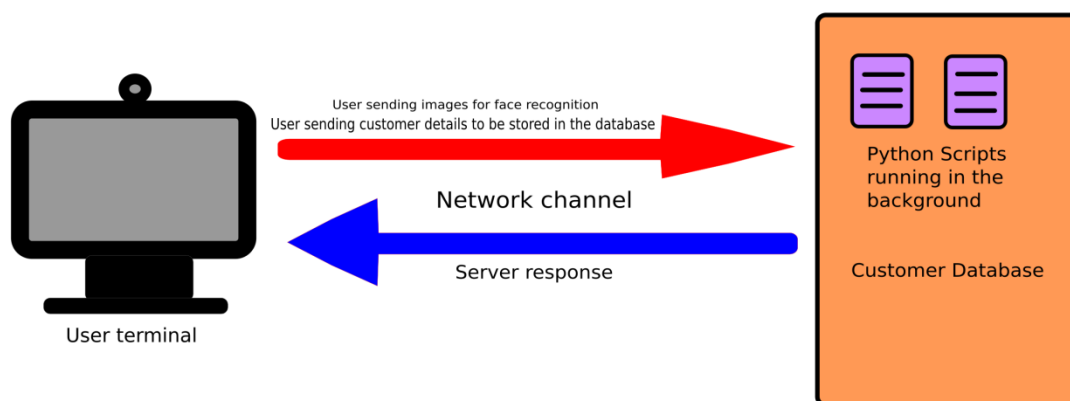 User sending images for face recognition
User sending customer details to be stored in the database
Network channel
Server response
User terminal
Python Scripts
running in the
background
Customer Database